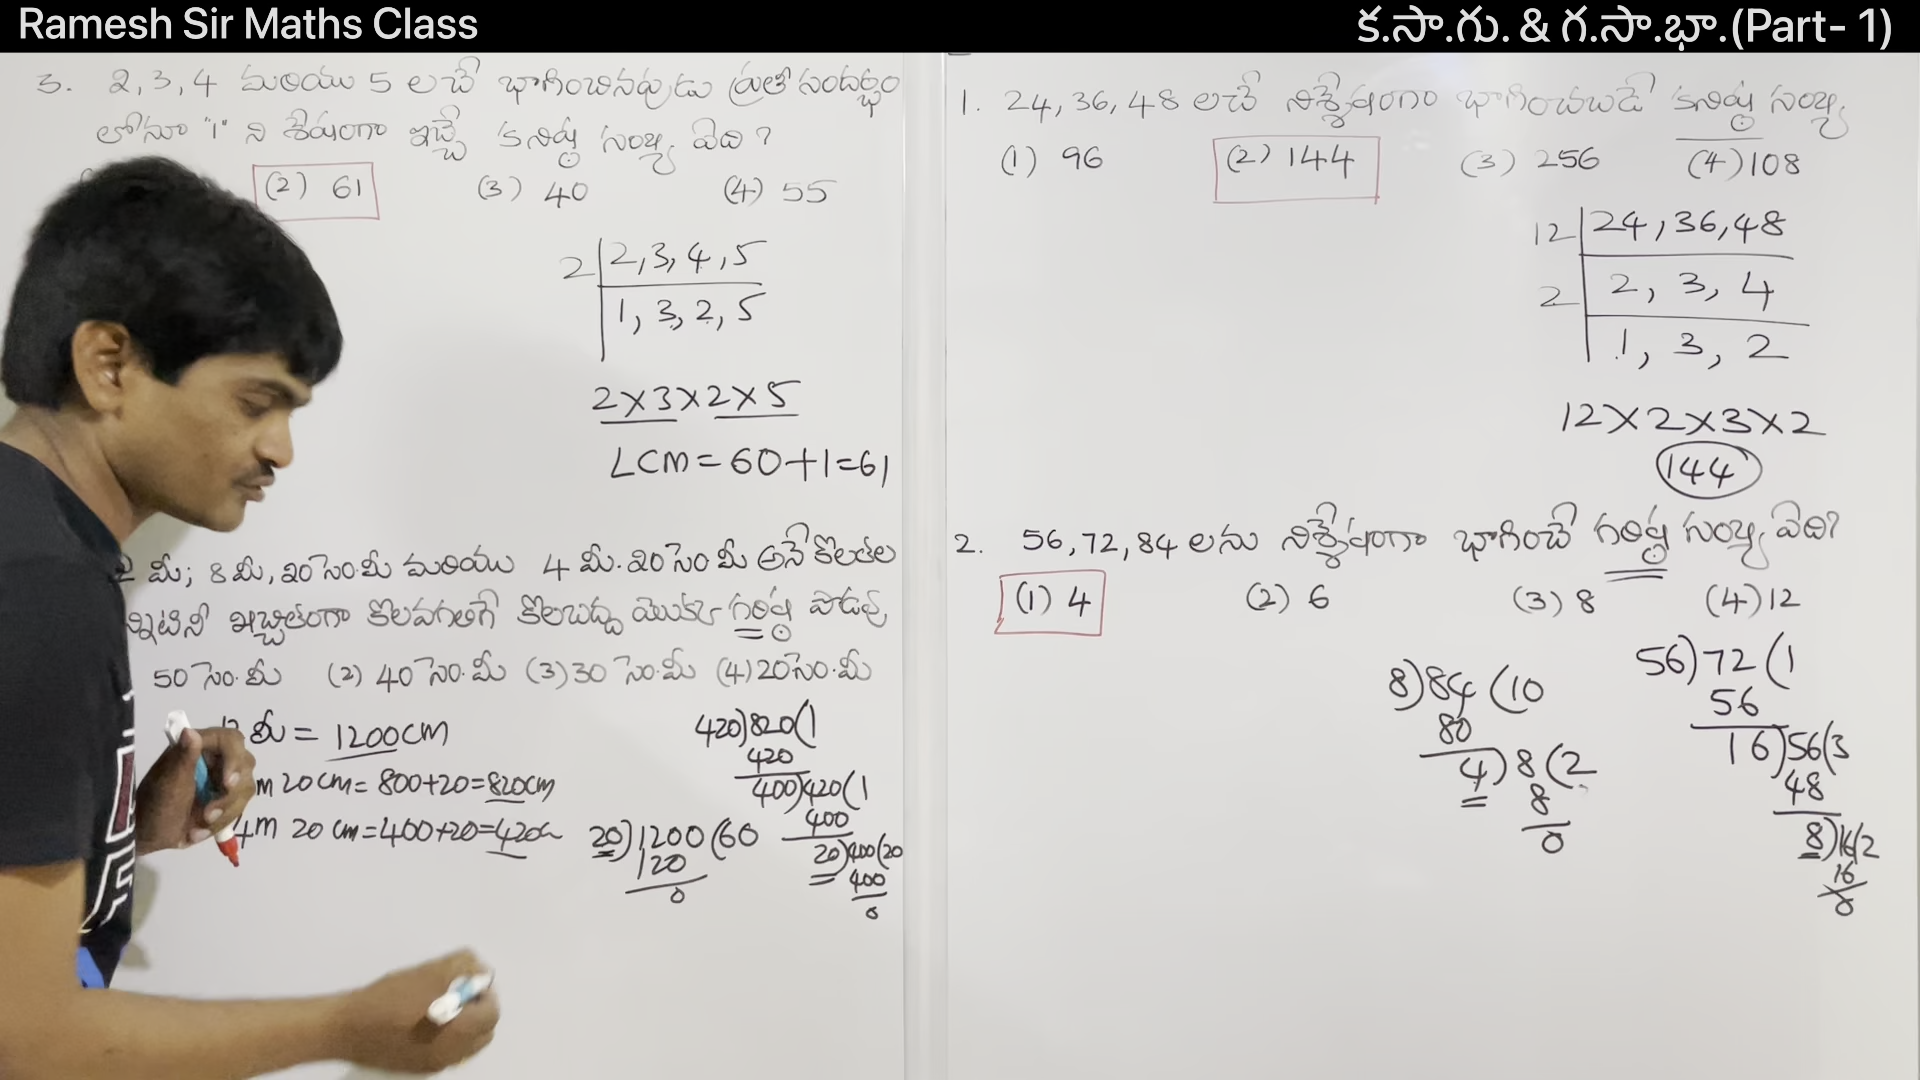 Ramesh Sir Maths Class
క.సా.గు. & గ.సా.భా.(Part- 1)
3. 2, 3, 4 మరియు 5 లచే భాగించినపుడు ప్రతి సందర్భం
లోనూ "1" ని శేషంగా ఇచ్చే కనిష్ఠ సంఖ్య ఏది?
(2) 61 (3) 40 (4) 55
2 | 2, 3, 4, 5
1, 3, 2, 5
2×3×2×5
LCM = 60+1=61
2 మీ; 8 మీ, 20 సెం.మీ మరియు 4 మీ. 20 సెం మీ అనే కొలతల
న్నిటినీ ఖచ్చితంగా కొలవగలిగే కొలబద్ద యొక్క గరిష్ఠ పొడవు
50 సెం.మీ (2) 40 సెం.మీ (3) 30 సెం.మీ (4) 20 సెం.మీ
మీ = 1200cm
m 20cm = 800+20=820cm
4m 20 cm=400+20=420c
420)820(1
420
400)420(1
400
20)400(20
400
0
20)1200(60
120
0
1. 24, 36, 48 లచే నిశ్శేషంగా భాగించబడే కనిష్ఠ సంఖ్య
(1) 96 (2) 144 (3) 256 (4) 108
12 | 24, 36, 48
2 | 2, 3, 4
1, 3, 2
12×2×3×2
144
2. 56, 72, 84 లను నిశ్శేషంగా భాగించే గరిష్ఠ సంఖ్య ఏది?
(1) 4 (2) 6 (3) 8 (4) 12
8)84(10
80
4)8(2
8
0
56)72(1
56
16)56(3
48
8)16(2
16
0